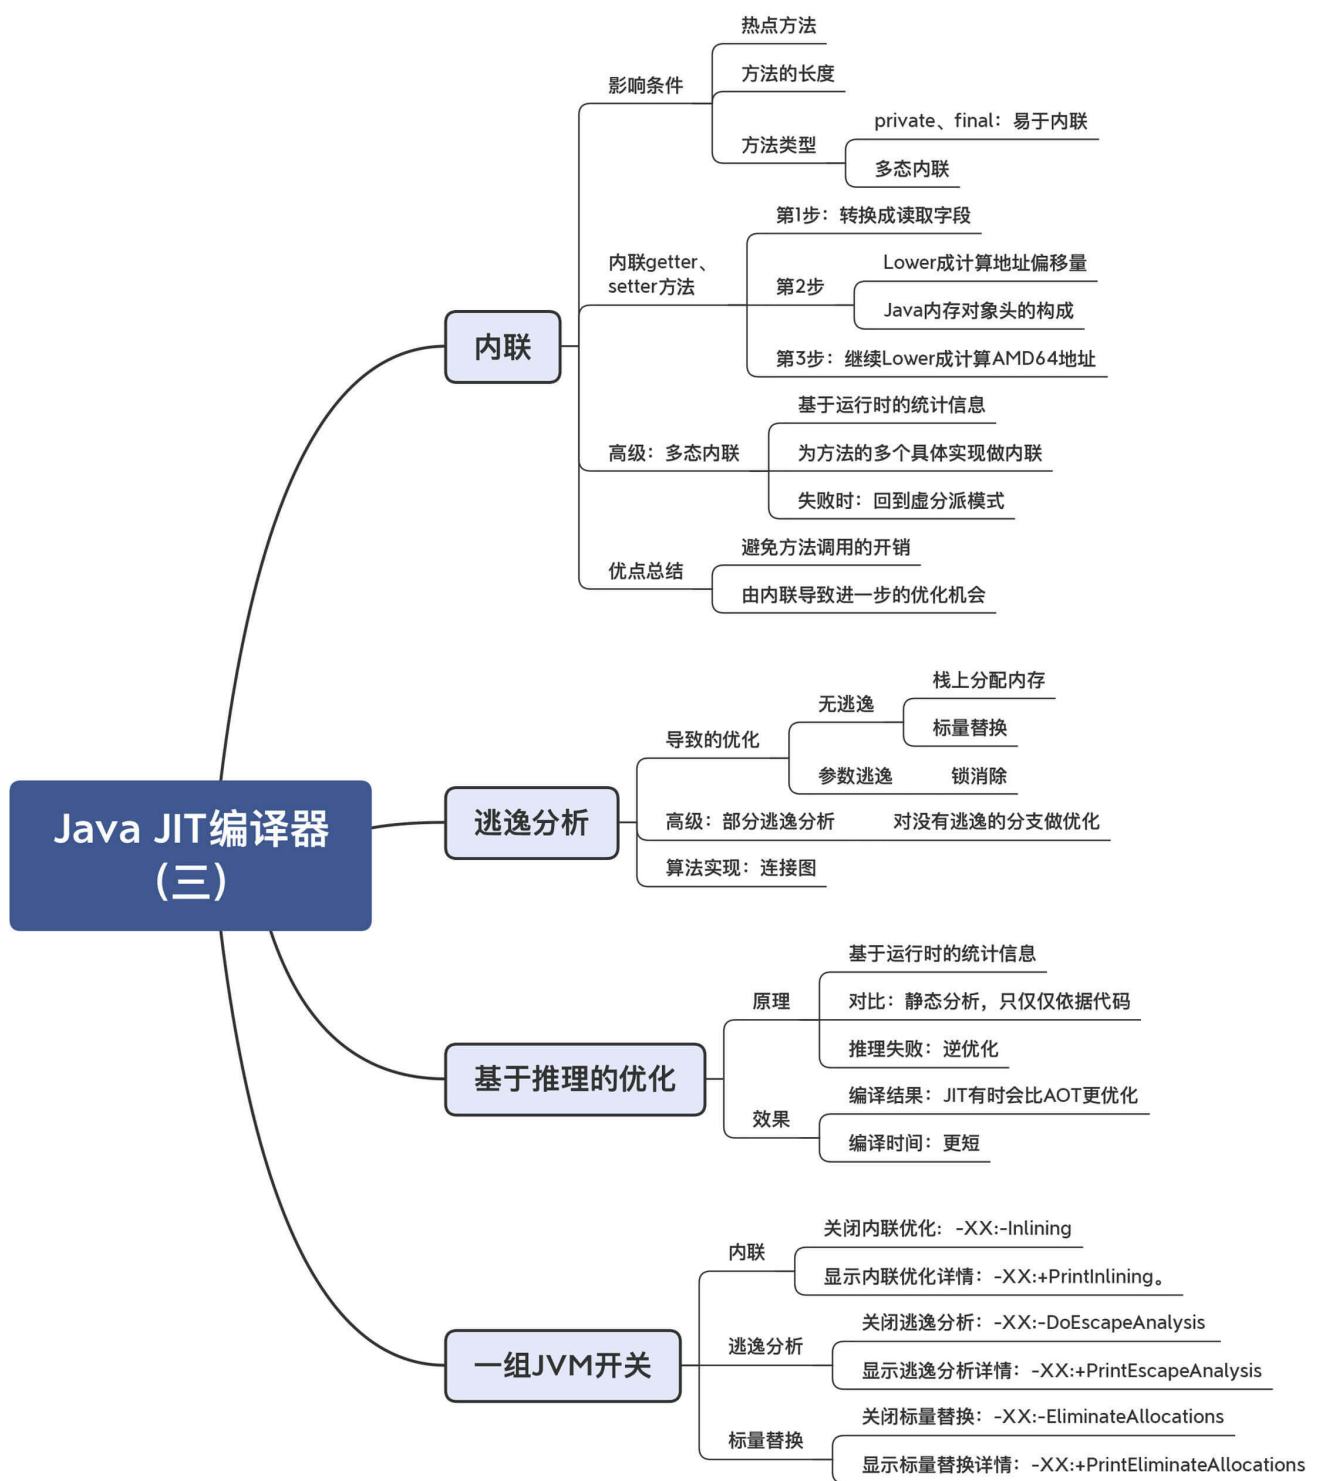 Java JIT编译器
(三)
内联
影响条件
热点方法
方法的长度
方法类型
private、final：易于内联
多态内联
内联getter、
setter方法
第1步：转换成读取字段
第2步
Lower成计算地址偏移量
Java内存对象头的构成
第3步：继续Lower成计算AMD64地址
高级：多态内联
基于运行时的统计信息
为方法的多个具体实现做内联
失败时：回到虚分派模式
优点总结
避免方法调用的开销
由内联导致进一步的优化机会
逃逸分析
导致的优化
无逃逸
栈上分配内存
标量替换
参数逃逸
锁消除
高级：部分逃逸分析
对没有逃逸的分支做优化
算法实现：连接图
基于推理的优化
原理
基于运行时的统计信息
对比：静态分析，只仅仅依据代码
推理失败：逆优化
效果
编译结果：JIT有时会比AOT更优化
编译时间：更短
一组JVM开关
内联
关闭内联优化：-XX:-Inlining
显示内联优化详情：-XX:+PrintInlining。
逃逸分析
关闭逃逸分析：-XX:-DoEscapeAnalysis
显示逃逸分析详情：-XX:+PrintEscapeAnalysis
标量替换
关闭标量替换：-XX:-EliminateAllocations
显示标量替换详情：-XX:+PrintEliminateAllocations